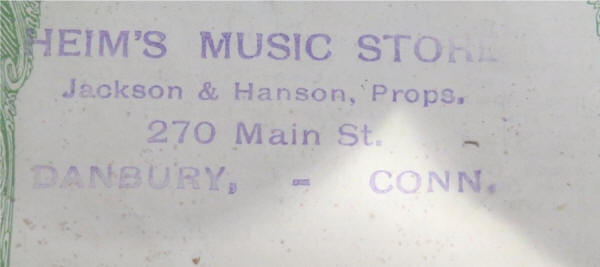 HEIM'S MUSIC STORE
Jackson & Hanson, Props.
270 Main St.
DANBURY, - CONN.